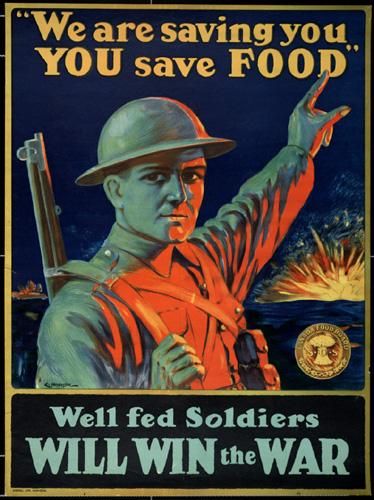 "We are saving you
YOU save FOOD"
Well fed Soldiers
WILL WIN the WAR